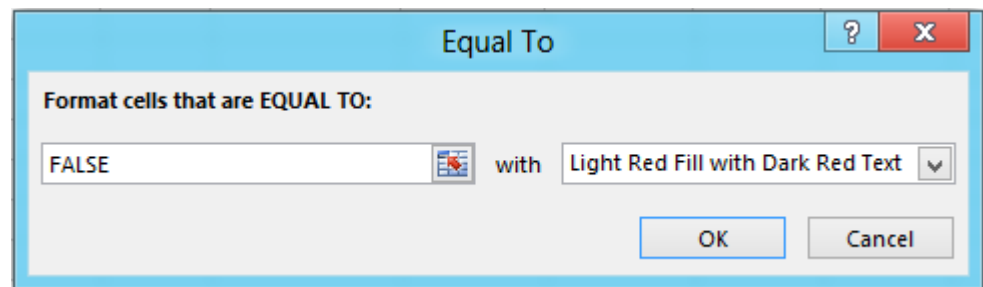 Equal To
?
x
Format cells that are EQUAL TO:
FALSE with Light Red Fill with Dark Red Text
OK Cancel